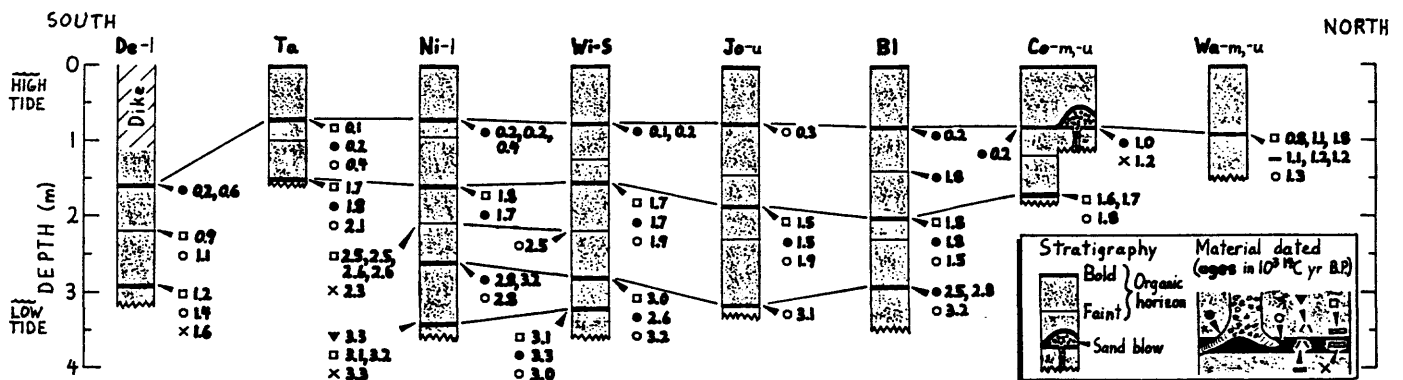 SOUTH
NORTH
De-l
Ta
Ni-l
Wi-S
Jo-u
Bl
Co-m,-u
Wa-m,-u
0
HIGH TIDE
1
DEPTH (m)
2
3
LOW TIDE
4
Dike
● 0.2, 0.6
□ 0.9
○ 1.1
□ 1.2
○ 1.4
× 1.6
□ 0.1
● 0.2
○ 0.4
□ 1.7
● 1.8
○ 2.1
● 0.2, 0.2,
0.4
□ 1.8
● 1.7
□ 2.5, 2.5,
2.6, 2.6
× 2.3
● 2.8, 3.2
○ 2.8
▼ 3.3
□ 3.1, 3.2
× 3.3
● 0.1, 0.2
□ 1.7
● 1.7
○ 1.9
○ 2.5
□ 3.0
● 2.6
○ 3.2
□ 3.1
● 3.3
○ 3.0
○ 0.3
□ 1.5
● 1.5
○ 1.9
○ 3.1
● 0.2
● 1.8
□ 1.8
● 1.8
○ 1.5
● 2.5, 2.8
○ 3.2
● 0.2
● 1.0
× 1.2
□ 1.6, 1.7
○ 1.8
□ 0.8, 1.1, 1.8
– 1.1, 1.2, 1.2
○ 1.3
Stratigraphy
Bold
Faint
Organic
horizon
Sand blow
Material dated
(ages in 10³ ¹⁴C yr B.P.)